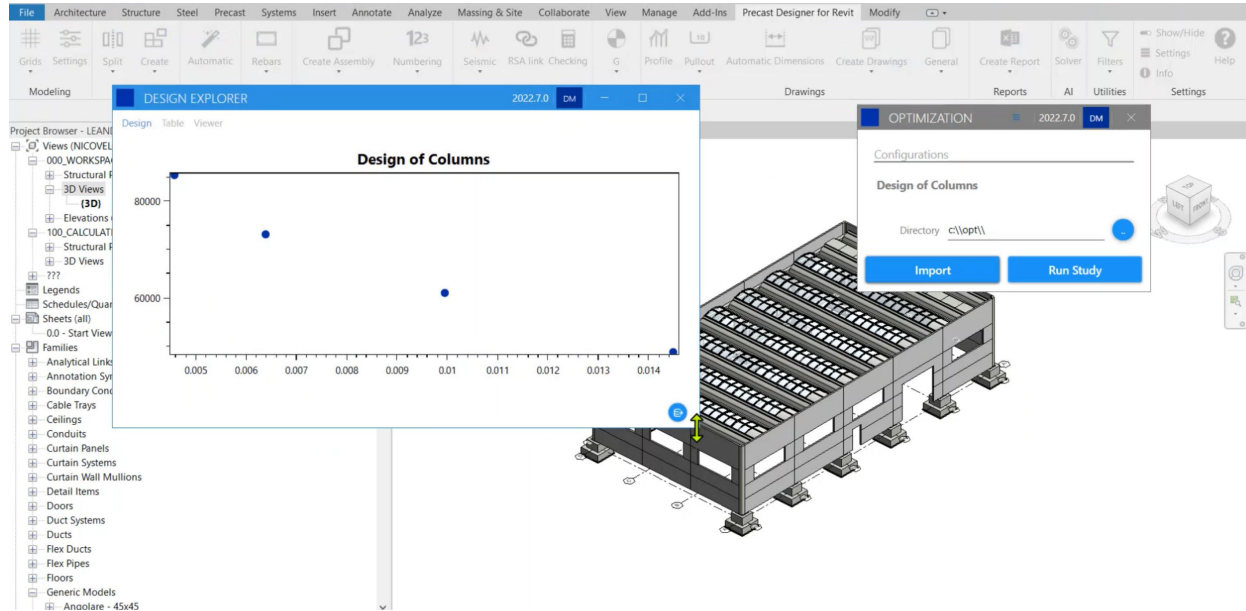 File Architecture Structure Steel Precast Systems Insert Annotate Analyze Massing & Site Collaborate View Manage Add-Ins Precast Designer for Revit Modify
Grids Settings Split Create Automatic Rebars Create Assembly Numbering Seismic RSA link Checking G Profile Pullout Automatic Dimensions Create Drawings General Create Report Solver Filters Show/Hide
Settings
Info
Help
Modeling Drawings Reports AI Utilities Settings
DESIGN EXPLORER 2022.7.0 DM
Design Table Viewer
Design of Columns
80000
60000
0.005 0.006 0.007 0.008 0.009 0.01 0.011 0.012 0.013 0.014
OPTIMIZATION 2022.7.0 DM
Configurations
Design of Columns
Directory c:\\opt\\
Import Run Study
TOP
LEFT FRONT
Project Browser - LEAN
Views (NICOVEL
000_WORKSPA
Structural
3D Views
{3D}
Elevations
100_CALCULAT
Structural
3D Views
???
Legends
Schedules/Quan
Sheets (all)
0.0 - Start View
Families
Analytical Links
Annotation Sy
Boundary Cond
Cable Trays
Ceilings
Conduits
Curtain Panels
Curtain Systems
Curtain Wall Mullions
Detail Items
Doors
Duct Systems
Ducts
Flex Ducts
Flex Pipes
Floors
Generic Models
Angolare - 45x45